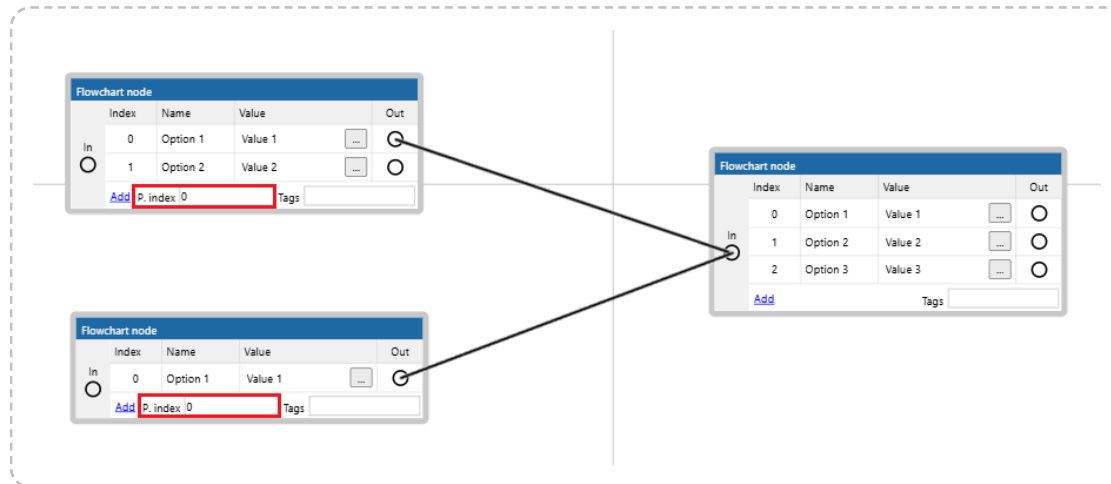 Flowchart node
Index Name Value Out
In
0 Option 1 Value 1 ...
1 Option 2 Value 2 ...
Add P. index 0 Tags
Flowchart node
Index Name Value Out
In
0 Option 1 Value 1 ...
1 Option 2 Value 2 ...
2 Option 3 Value 3 ...
Add Tags
Flowchart node
Index Name Value Out
In
0 Option 1 Value 1 ...
Add P. index 0 Tags